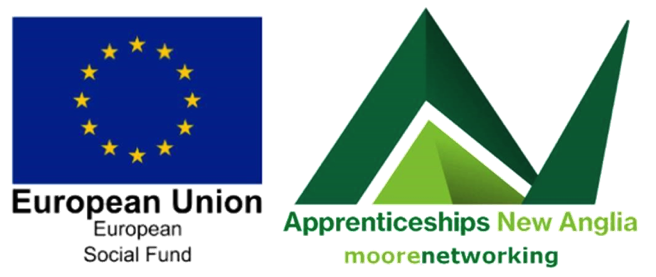 European Union
European
Social Fund
Apprenticeships New Anglia
moorenetworking